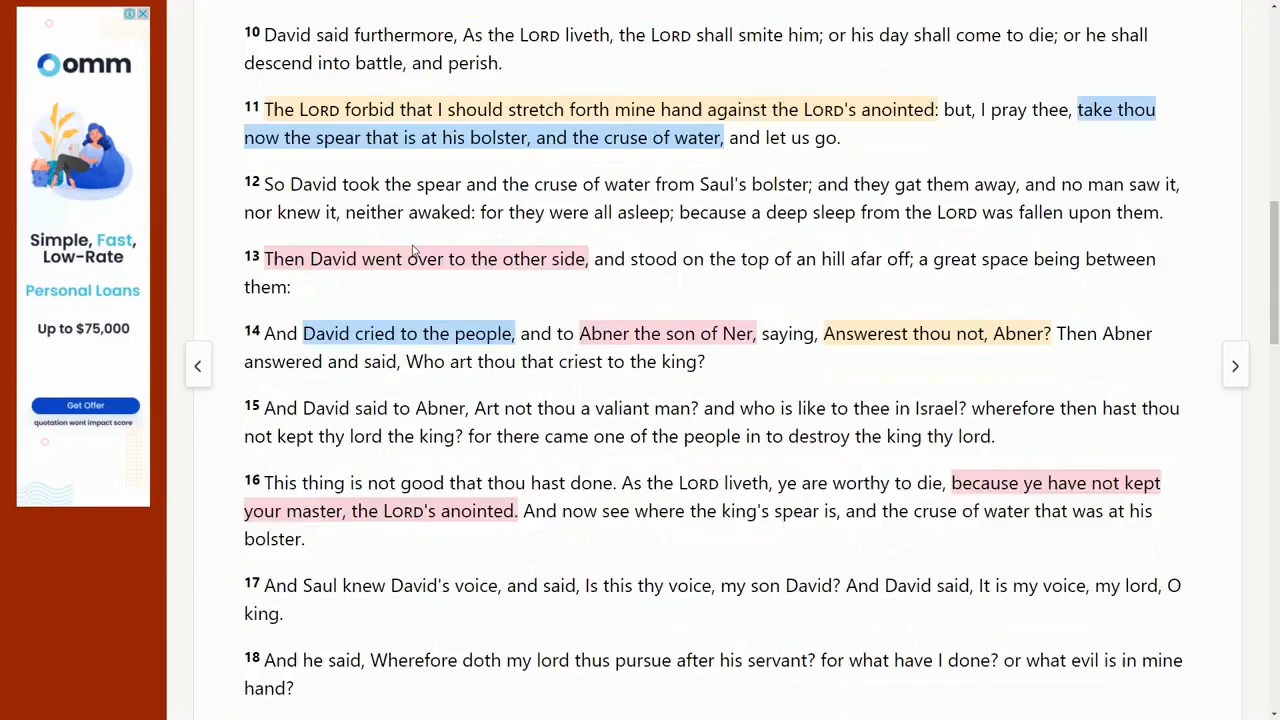 omm
Simple, Fast,
Low-Rate
Personal Loans
Up to $75,000
Get Offer
quotation wont impact score
10 David said furthermore, As the LORD liveth, the LORD shall smite him; or his day shall come to die; or he shall
descend into battle, and perish.
11 The LORD forbid that I should stretch forth mine hand against the LORD's anointed: but, I pray thee, take thou
now the spear that is at his bolster, and the cruse of water, and let us go.
12 So David took the spear and the cruse of water from Saul's bolster; and they gat them away, and no man saw it,
nor knew it, neither awaked: for they were all asleep; because a deep sleep from the LORD was fallen upon them.
13 Then David went over to the other side, and stood on the top of an hill afar off; a great space being between
them:
14 And David cried to the people, and to Abner the son of Ner, saying, Answerest thou not, Abner? Then Abner
answered and said, Who art thou that criest to the king?
15 And David said to Abner, Art not thou a valiant man? and who is like to thee in Israel? wherefore then hast thou
not kept thy lord the king? for there came one of the people in to destroy the king thy lord.
16 This thing is not good that thou hast done. As the LORD liveth, ye are worthy to die, because ye have not kept
your master, the LORD's anointed. And now see where the king's spear is, and the cruse of water that was at his
bolster.
17 And Saul knew David's voice, and said, Is this thy voice, my son David? And David said, It is my voice, my lord, O
king.
18 And he said, Wherefore doth my lord thus pursue after his servant? for what have I done? or what evil is in mine
hand?